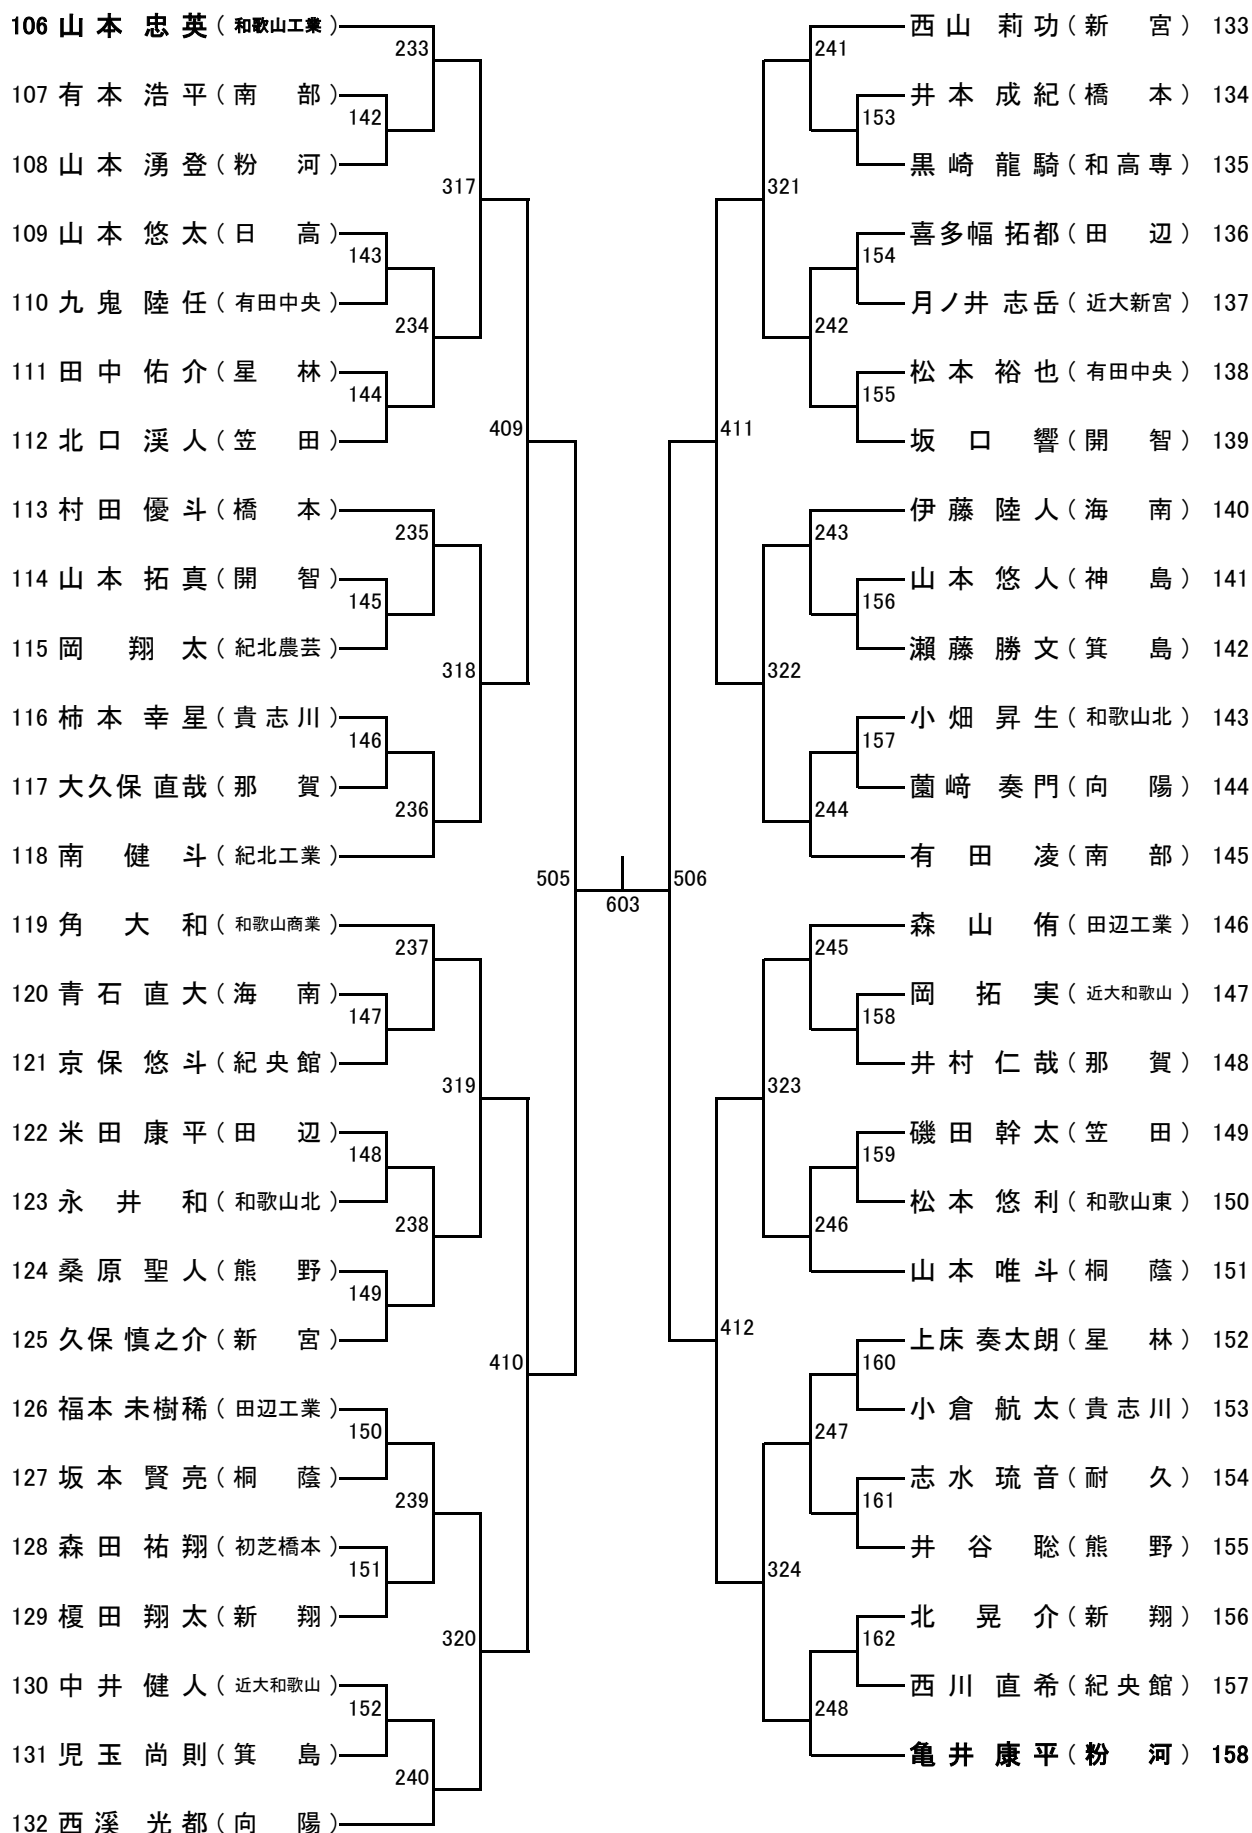 106 山本 忠英 （和歌山工業）
107 有本 浩平 （南部）
108 山本 湧登 （粉河）
109 山本 悠太 （日高）
110 九鬼 陸任 （有田中央）
111 田中 佑介 （星林）
112 北口 渓人 （笠田）
113 村田 優斗 （橋本）
114 山本 拓真 （開智）
115 岡 翔太 （紀北農芸）
116 柿本 幸星 （貴志川）
117 大久保 直哉 （那賀）
118 南 健斗 （紀北工業）
119 角 大和 （和歌山商業）
120 青石 直大 （海南）
121 京保 悠斗 （紀央館）
122 米田 康平 （田辺）
123 永井 和 （和歌山北）
124 桑原 聖人 （熊野）
125 久保 慎之介 （新宮）
126 福本 未樹稀 （田辺工業）
127 坂本 賢亮 （桐蔭）
128 森田 祐翔 （初芝橋本）
129 榎田 翔太 （新翔）
130 中井 健人 （近大和歌山）
131 児玉 尚則 （箕島）
132 西溪 光都 （向陽）
142
143
144
145
146
147
148
149
150
151
152
233
234
235
236
237
238
239
240
317
318
319
320
409
410
505
603
506
411
412
321
322
323
324
241
242
243
244
245
246
247
248
153
154
155
156
157
158
159
160
161
162
西山 莉功 （新宮） 133
井本 成紀 （橋本） 134
黒崎 龍騎 （和高専） 135
喜多幅 拓都 （田辺） 136
月ノ井 志岳 （近大新宮） 137
松本 裕也 （有田中央） 138
坂口 響 （開智） 139
伊藤 陸人 （海南） 140
山本 悠人 （神島） 141
瀬藤 勝文 （箕島） 142
小畑 昇生 （和歌山北） 143
薗﨑 奏門 （向陽） 144
有田 凌 （南部） 145
森山 侑 （田辺工業） 146
岡 拓実 （近大和歌山） 147
井村 仁哉 （那賀） 148
磯田 幹太 （笠田） 149
松本 悠利 （和歌山東） 150
山本 唯斗 （桐蔭） 151
上床 奏太朗 （星林） 152
小倉 航太 （貴志川） 153
志水 琉音 （耐久） 154
井谷 聡 （熊野） 155
北 晃介 （新翔） 156
西川 直希 （紀央館） 157
亀井 康平 （粉河） 158